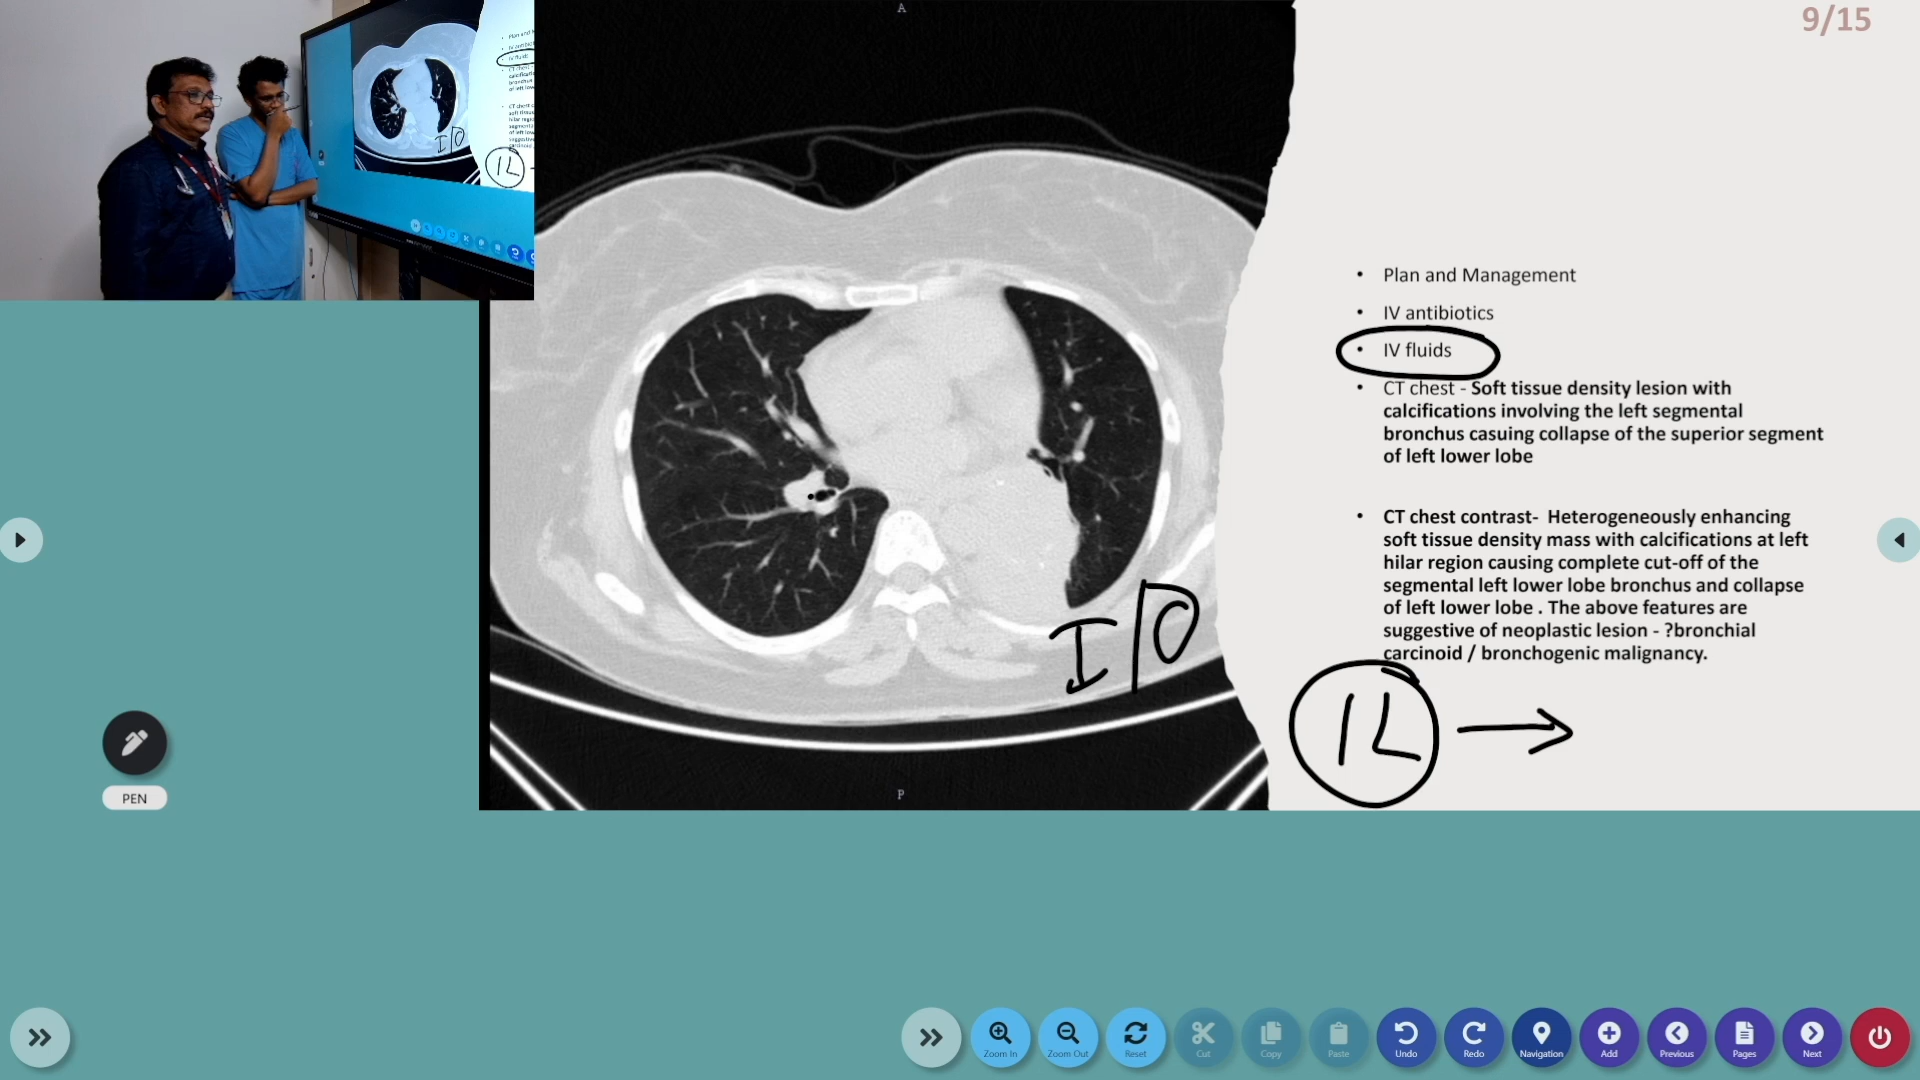 9/15
A
• Plan and Management
• IV antibiotics
• IV fluids
• CT chest - Soft tissue density lesion with
calcifications involving the left segmental
bronchus casuing collapse of the superior segment
of left lower lobe
• CT chest contrast- Heterogeneously enhancing
soft tissue density mass with calcifications at left
hilar region causing complete cut-off of the
segmental left lower lobe bronchus and collapse
of left lower lobe . The above features are
suggestive of neoplastic lesion - ?bronchial
carcinoid / bronchogenic malignancy.
I/O
1L →
P
PEN
Zoom In
Zoom Out
Reset
Cut
Copy
Paste
Undo
Redo
Navigation
Add
Previous
Pages
Next